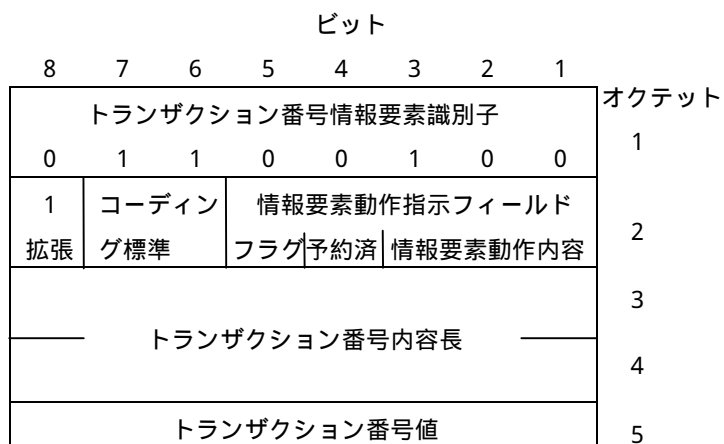 ビット
8 7 6 5 4 3 2 1
オクテット
トランザクション番号情報要素識別子
1
0 1 1 0 0 1 0 0
1 コーディン 情報要素動作指示フィールド
2
拡張 グ標準 フラグ 予約済 情報要素動作内容
3
トランザクション番号内容長
4
トランザクション番号値
5